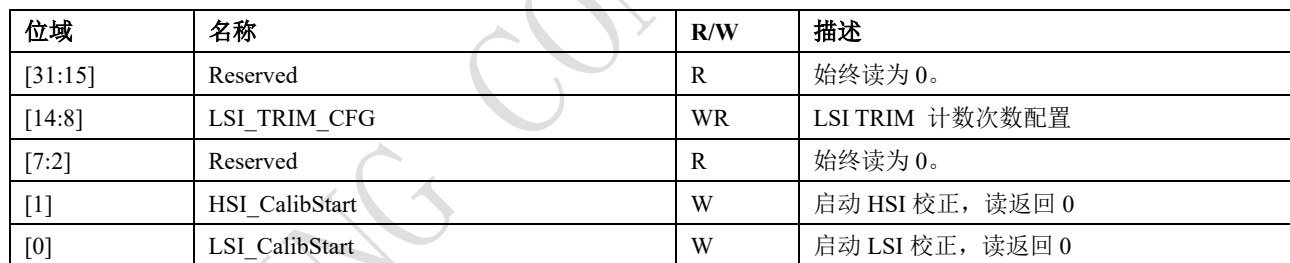 位域 名称 R/W 描述
[31:15] Reserved R 始终读为 0。
[14:8] LSI_TRIM_CFG WR LSI TRIM 计数次数配置
[7:2] Reserved R 始终读为 0。
[1] HSI_CalibStart W 启动 HSI 校正，读返回 0
[0] LSI_CalibStart W 启动 LSI 校正，读返回 0